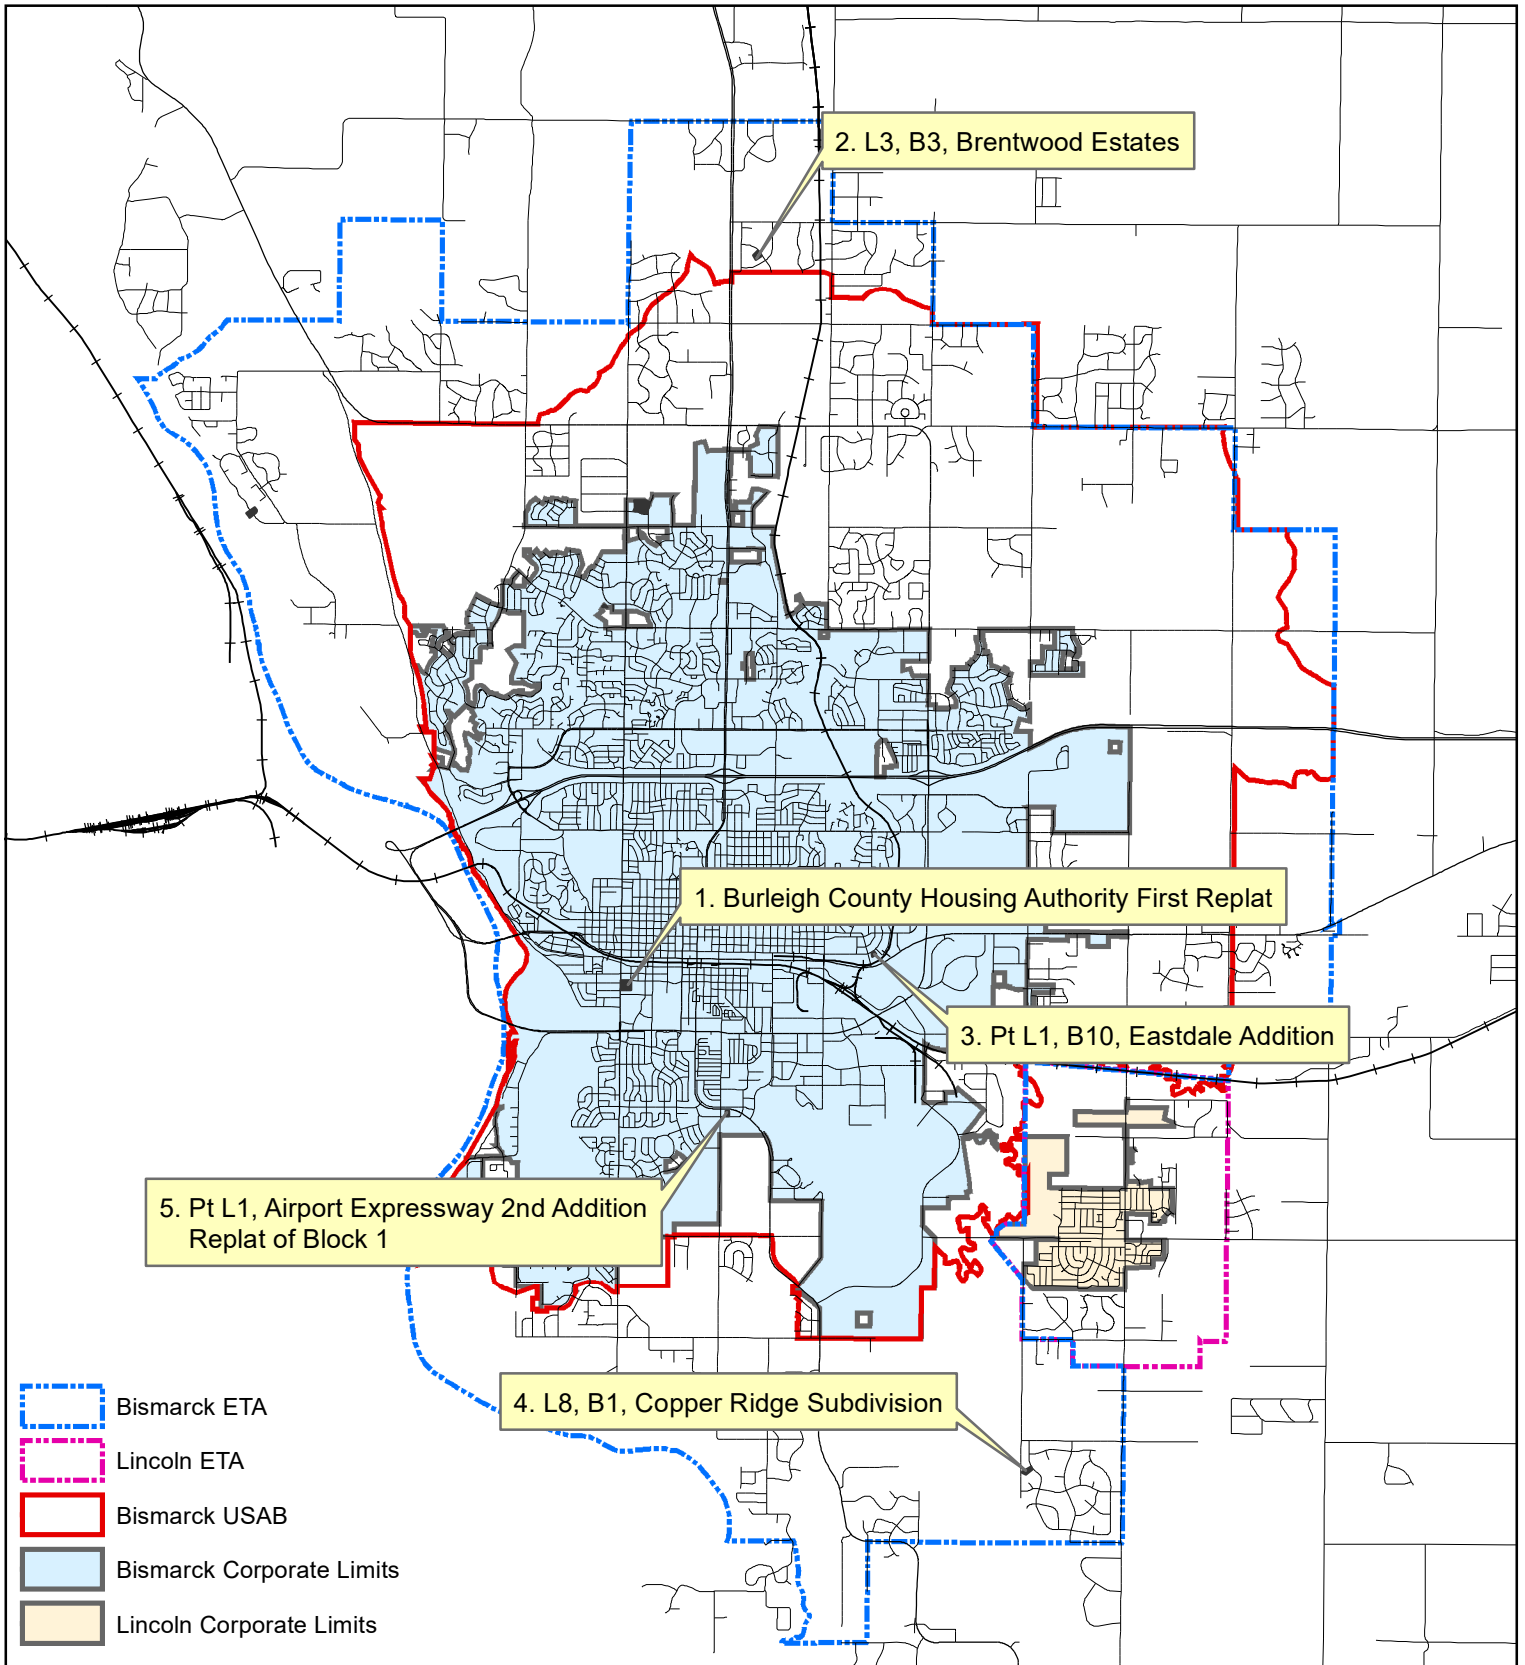 2. L3, B3, Brentwood Estates
1. Burleigh County Housing Authority First Replat
3. Pt L1, B10, Eastdale Addition
5. Pt L1, Airport Expressway 2nd Addition
Replat of Block 1
4. L8, B1, Copper Ridge Subdivision
Bismarck ETA
Lincoln ETA
Bismarck USAB
Bismarck Corporate Limits
Lincoln Corporate Limits